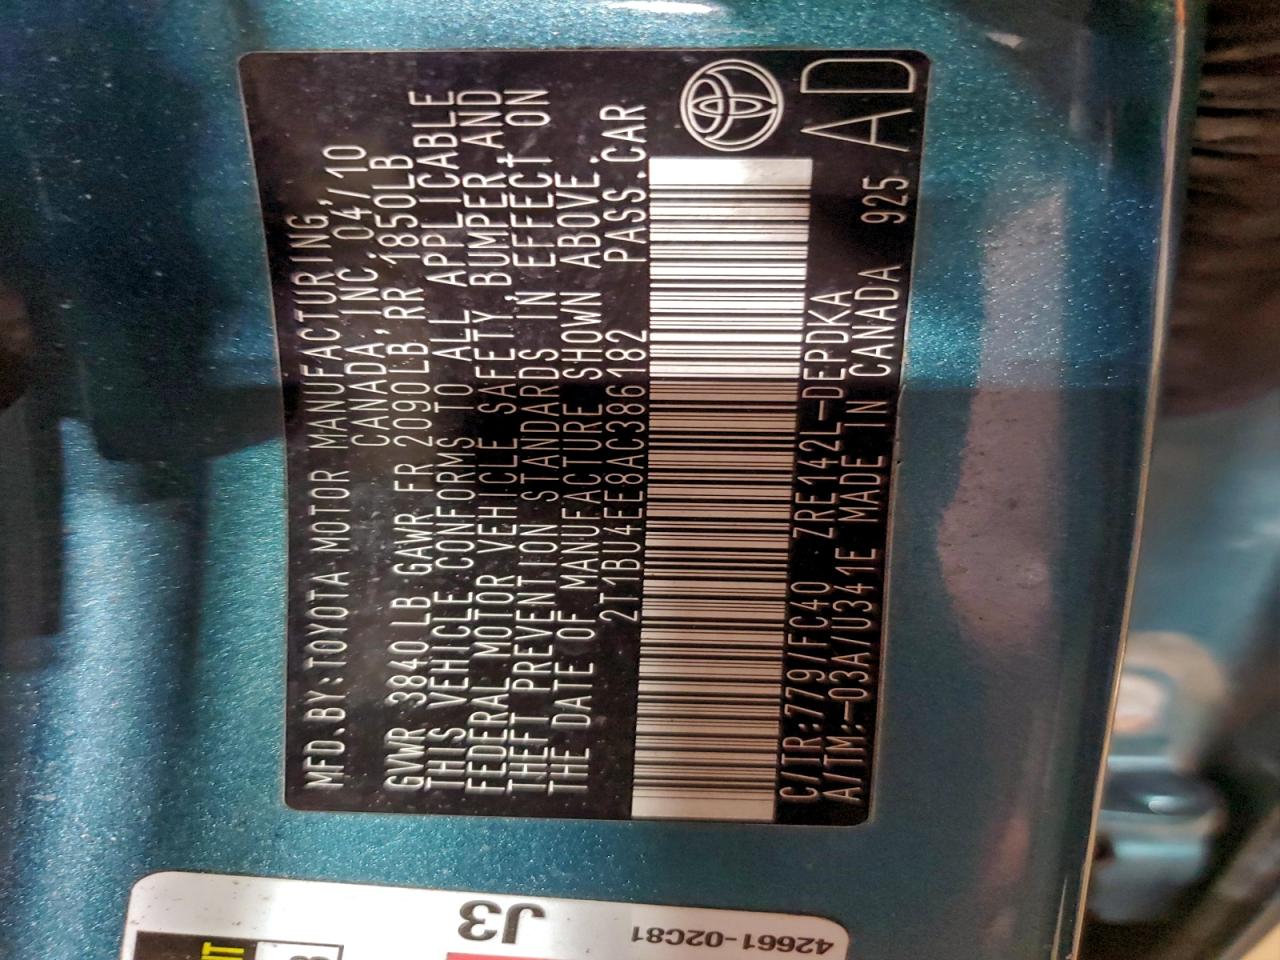 MFD.BY:TOYOTA MOTOR MANUFACTURING,
CANADA, INC. 04/10
GVWR 3840LB GAWR FR 2090LB RR 1850LB
THIS VEHICLE CONFORMS TO ALL APPLICABLE
FEDERAL MOTOR VEHICLE SAFETY, BUMPER, AND
THEFT PREVENTION STANDARDS IN EFFECT ON
THE DATE OF MANUFACTURE SHOWN ABOVE.
2T1BU4EE8AC386182 PASS.CAR
C/TR:779/FC40 ZRE142L-DEPDKA
A/TM:-03A/U341E MADE IN CANADA 925 AD
J3
42661-02C81